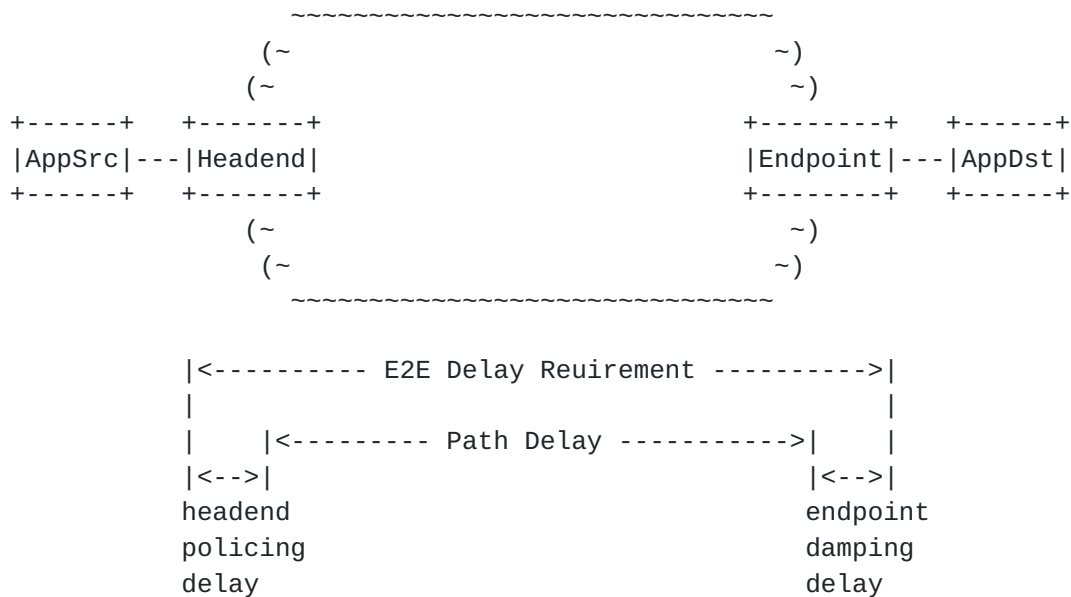 AppSrc Headend Endpoint AppDst
E2E Delay Reuirement
Path Delay
headend endpoint
policing damping
delay delay